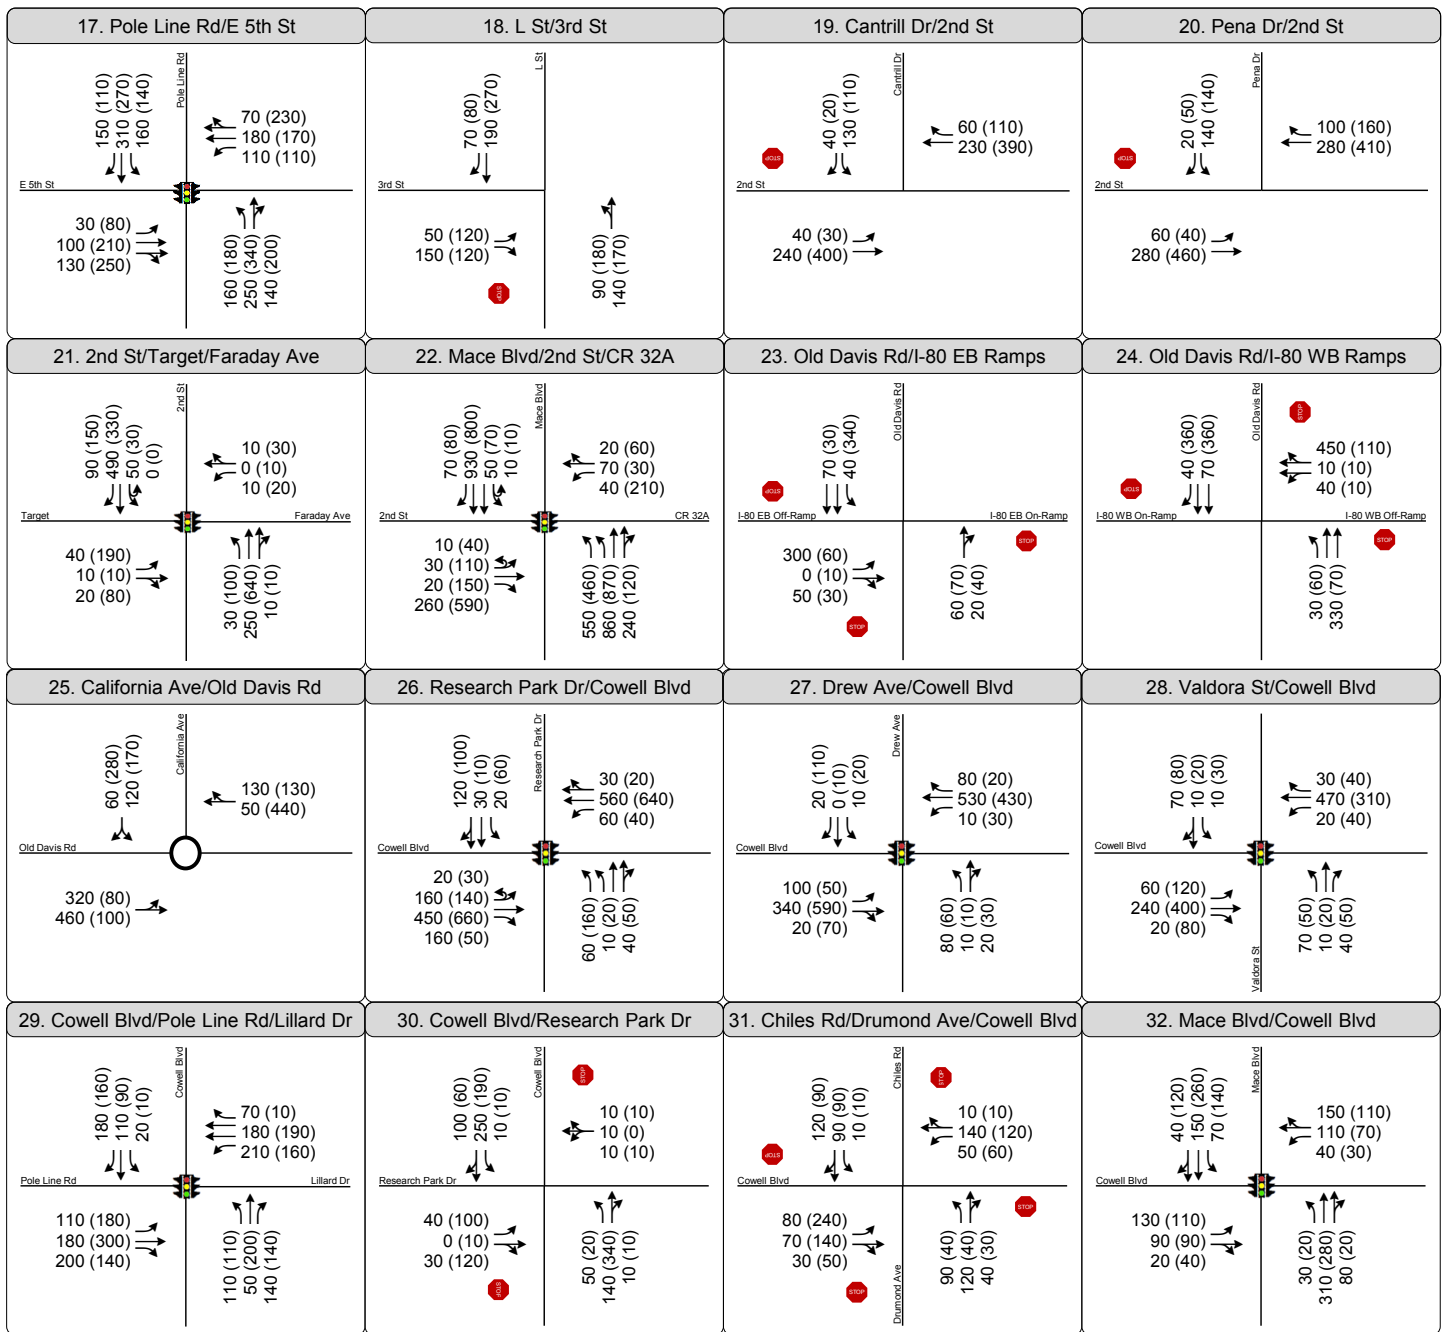 17. Pole Line Rd/E 5th St
Pole Line Rd
150 (110)
310 (270)
160 (140)
70 (230)
180 (170)
110 (110)
E 5th St
30 (80)
100 (210)
130 (250)
160 (180)
250 (340)
140 (200)
18. L St/3rd St
L St
70 (80)
190 (270)
3rd St
50 (120)
150 (120)
STOP
90 (180)
140 (170)
19. Cantrill Dr/2nd St
Cantrill Dr
40 (20)
130 (110)
60 (110)
230 (390)
STOP
2nd St
40 (30)
240 (400)
20. Pena Dr/2nd St
Pena Dr
20 (50)
140 (140)
100 (160)
280 (410)
STOP
2nd St
60 (40)
280 (460)
21. 2nd St/Target/Faraday Ave
2nd St
90 (150)
490 (330)
50 (30)
0 (0)
10 (30)
0 (10)
10 (20)
Target
Faraday Ave
40 (190)
10 (10)
20 (80)
30 (100)
250 (640)
10 (10)
22. Mace Blvd/2nd St/CR 32A
Mace Blvd
70 (80)
930 (800)
50 (70)
10 (10)
20 (60)
70 (30)
40 (210)
2nd St
CR 32A
10 (40)
30 (110)
20 (150)
260 (590)
550 (460)
860 (870)
240 (120)
23. Old Davis Rd/I-80 EB Ramps
Old Davis Rd
70 (30)
40 (340)
STOP
I-80 EB Off-Ramp
I-80 EB On-Ramp
STOP
300 (60)
0 (10)
50 (30)
STOP
60 (70)
20 (40)
24. Old Davis Rd/I-80 WB Ramps
Old Davis Rd
STOP
40 (360)
70 (360)
450 (110)
10 (10)
40 (10)
STOP
I-80 WB On-Ramp
I-80 WB Off-Ramp
STOP
30 (60)
330 (70)
25. California Ave/Old Davis Rd
California Ave
60 (280)
120 (170)
130 (130)
50 (440)
Old Davis Rd
320 (80)
460 (100)
26. Research Park Dr/Cowell Blvd
Research Park Dr
120 (100)
30 (10)
20 (60)
30 (20)
560 (640)
60 (40)
Cowell Blvd
20 (30)
160 (140)
450 (660)
160 (50)
60 (160)
10 (20)
40 (50)
27. Drew Ave/Cowell Blvd
Drew Ave
20 (110)
0 (10)
10 (20)
80 (20)
530 (430)
10 (30)
Cowell Blvd
100 (50)
340 (590)
20 (70)
80 (60)
10 (10)
20 (30)
28. Valdora St/Cowell Blvd
70 (80)
10 (20)
10 (30)
30 (40)
470 (310)
20 (40)
Cowell Blvd
60 (120)
240 (400)
20 (80)
Valdora St
70 (50)
10 (20)
40 (50)
29. Cowell Blvd/Pole Line Rd/Lillard Dr
Cowell Blvd
180 (160)
110 (90)
20 (10)
70 (10)
180 (190)
210 (160)
Pole Line Rd
Lillard Dr
110 (180)
180 (300)
200 (140)
110 (110)
50 (200)
140 (140)
30. Cowell Blvd/Research Park Dr
Cowell Blvd
STOP
100 (60)
250 (190)
10 (10)
10 (10)
10 (0)
10 (10)
Research Park Dr
40 (100)
0 (10)
30 (120)
STOP
50 (20)
140 (340)
10 (10)
31. Chiles Rd/Drumond Ave/Cowell Blvd
Chiles Rd
STOP
120 (90)
90 (90)
10 (10)
10 (10)
140 (120)
50 (60)
STOP
Cowell Blvd
STOP
80 (240)
70 (140)
30 (50)
STOP
Drumond Ave
90 (40)
120 (40)
40 (30)
32. Mace Blvd/Cowell Blvd
Mace Blvd
40 (120)
150 (260)
70 (140)
150 (110)
110 (70)
40 (30)
Cowell Blvd
130 (110)
90 (90)
20 (40)
30 (20)
310 (280)
80 (20)